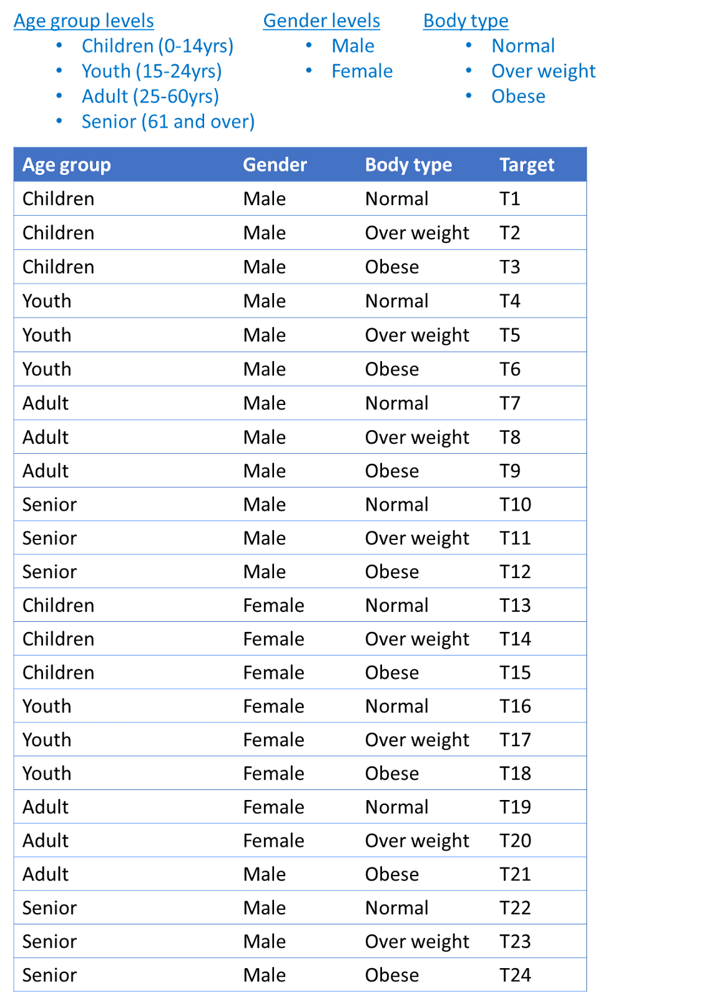 Age group levels
• Children (0-14yrs)
• Youth (15-24yrs)
• Adult (25-60yrs)
• Senior (61 and over)
Gender levels
• Male
• Female
Body type
• Normal
• Over weight
• Obese
Age group Gender Body type Target
Children Male Normal T1
Children Male Over weight T2
Children Male Obese T3
Youth Male Normal T4
Youth Male Over weight T5
Youth Male Obese T6
Adult Male Normal T7
Adult Male Over weight T8
Adult Male Obese T9
Senior Male Normal T10
Senior Male Over weight T11
Senior Male Obese T12
Children Female Normal T13
Children Female Over weight T14
Children Female Obese T15
Youth Female Normal T16
Youth Female Over weight T17
Youth Female Obese T18
Adult Female Normal T19
Adult Female Over weight T20
Adult Male Obese T21
Senior Male Normal T22
Senior Male Over weight T23
Senior Male Obese T24